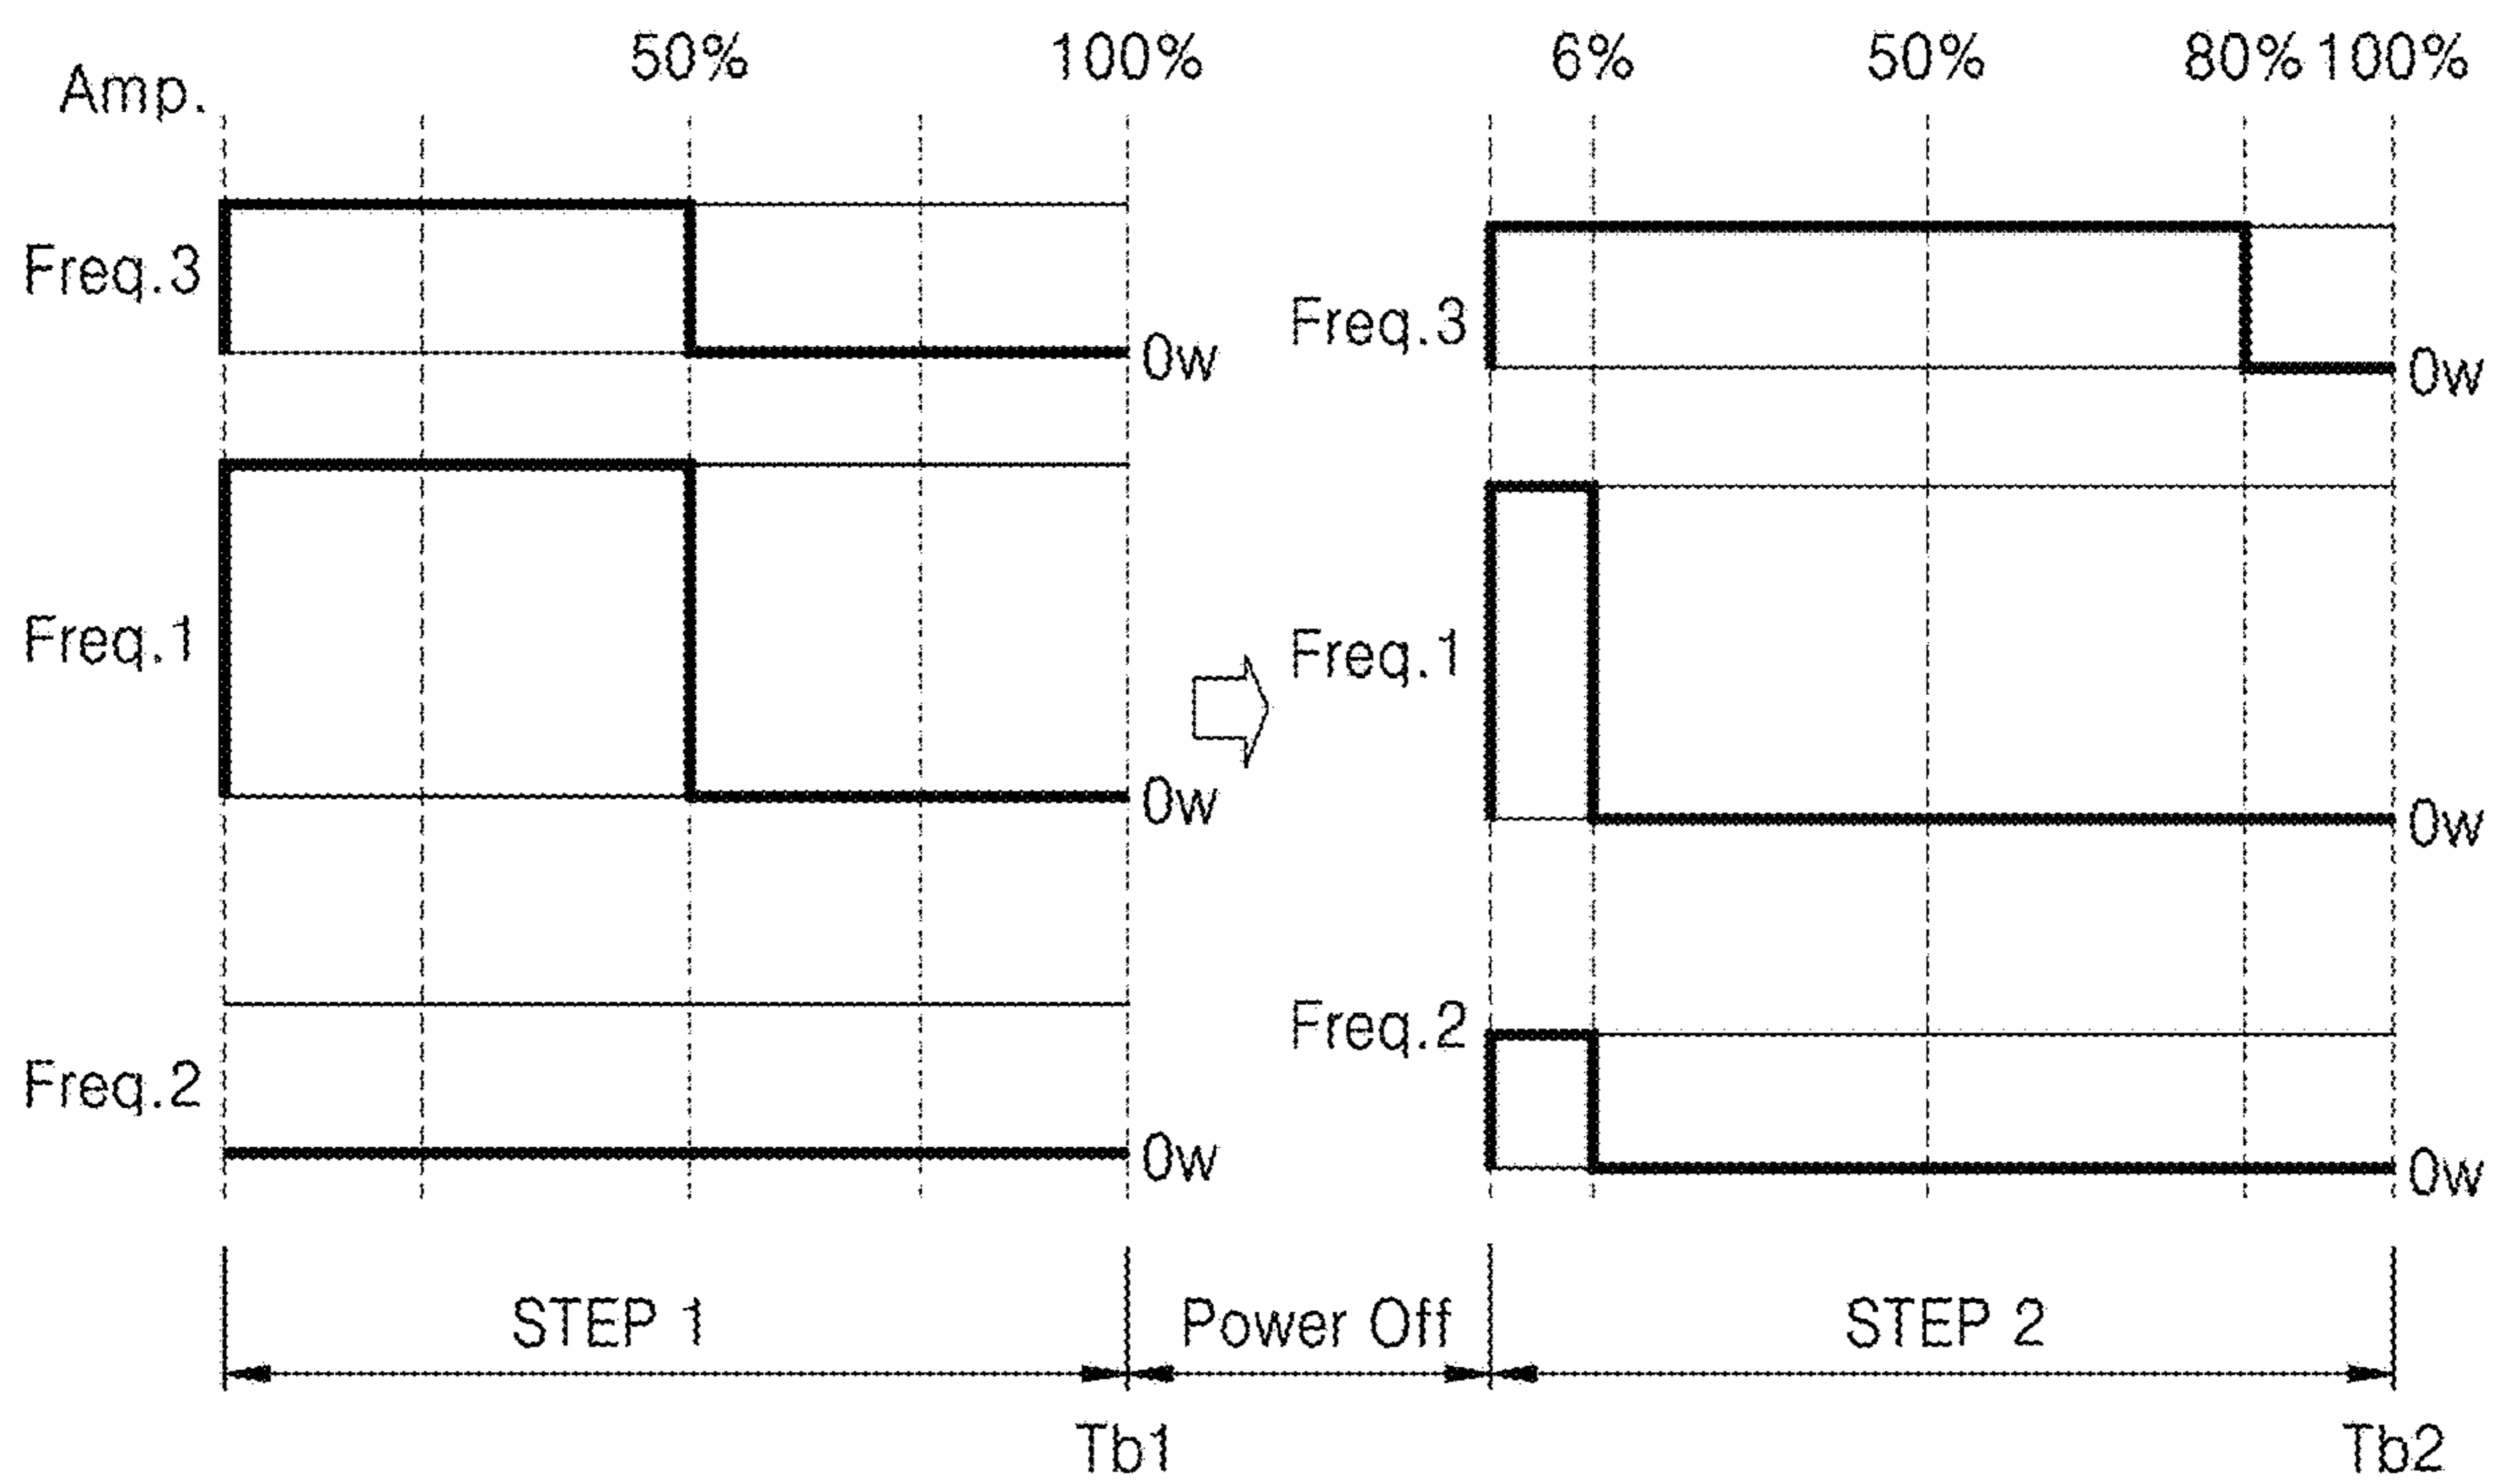 50% 100% 6% 50% 80% 100%
Amp.
Freq.3 0w Freq.3 0w
Freq.1 0w Freq.1 0w
Freq.2 0w Freq.2 0w
STEP 1 Power Off STEP 2
Tb1 Tb2